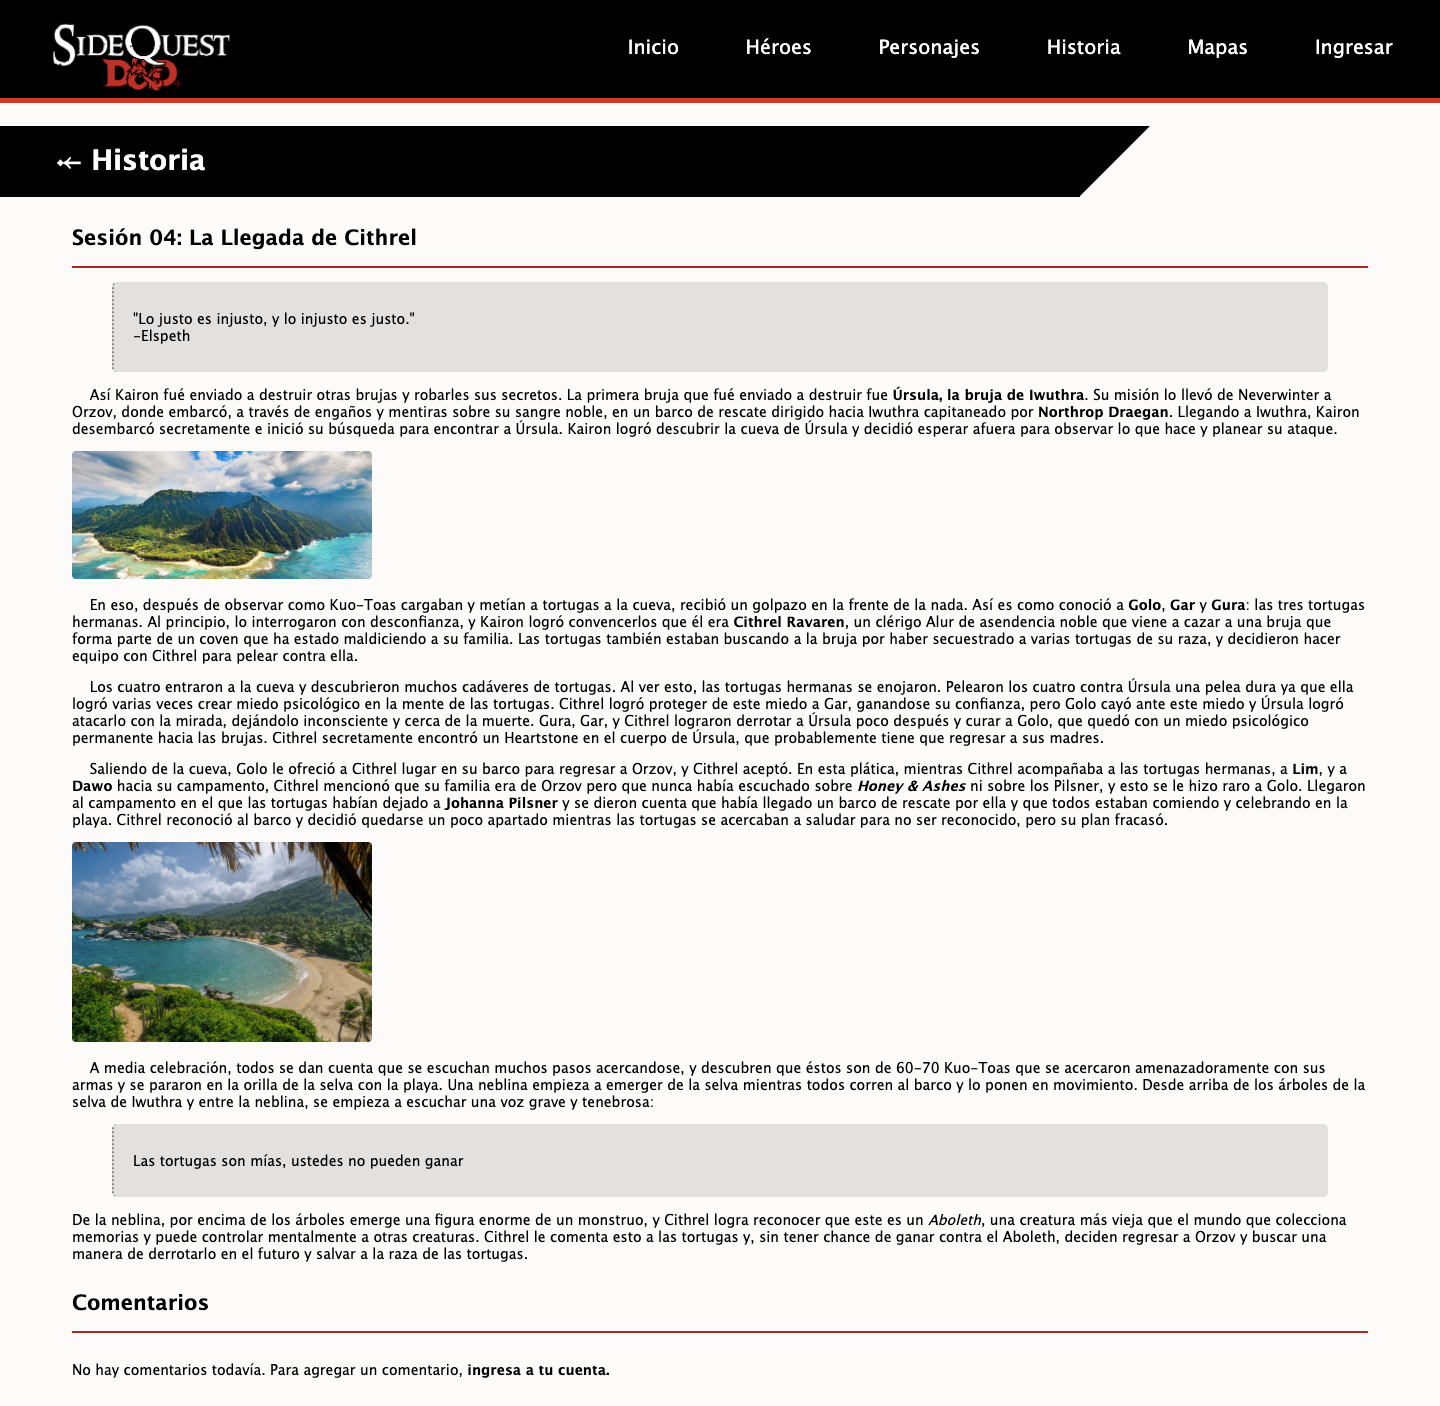 SIDEQUEST
D&D
Inicio
Héroes
Personajes
Historia
Mapas
Ingresar
Historia
Sesión 04: La Llegada de Cithrel
"Lo justo es injusto, y lo injusto es justo."
-Elspeth
Así Kairon fué enviado a destruir otras brujas y robarles sus secretos. La primera bruja que fué enviado a destruir fue Úrsula, la bruja de Iwuthra. Su misión lo llevó de Neverwinter a
Orzov, donde embarcó, a través de engaños y mentiras sobre su sangre noble, en un barco de rescate dirigido hacia Iwuthra capitaneado por Northrop Draegan. Llegando a Iwuthra, Kairon
desembarcó secretamente e inició su búsqueda para encontrar a Úrsula. Kairon logró descubrir la cueva de Úrsula y decidió esperar afuera para observar lo que hace y planear su ataque.
En eso, después de observar como Kuo-Toas cargaban y metían a tortugas a la cueva, recibió un golpazo en la frente de la nada. Así es como conoció a Golo, Gar y Gura: las tres tortugas
hermanas. Al principio, lo interrogaron con desconfianza, y Kairon logró convencerlos que él era Cithrel Ravaren, un clérigo Alur de asendencia noble que viene a cazar a una bruja que
forma parte de un coven que ha estado maldiciendo a su familia. Las tortugas también estaban buscando a la bruja por haber secuestrado a varias tortugas de su raza, y decidieron hacer
equipo con Cithrel para pelear contra ella.
Los cuatro entraron a la cueva y descubrieron muchos cadáveres de tortugas. Al ver esto, las tortugas hermanas se enojaron. Pelearon los cuatro contra Úrsula una pelea dura ya que ella
logró varias veces crear miedo psicológico en la mente de las tortugas. Cithrel logró proteger de este miedo a Gar, ganandose su confianza, pero Golo cayó ante este miedo y Úrsula logró
atacarlo con la mirada, dejándolo inconsciente y cerca de la muerte. Gura, Gar, y Cithrel lograron derrotar a Úrsula poco después y curar a Golo, que quedó con un miedo psicológico
permanente hacia las brujas. Cithrel secretamente encontró un Heartstone en el cuerpo de Úrsula, que probablemente tiene que regresar a sus madres.
Saliendo de la cueva, Golo le ofreció a Cithrel lugar en su barco para regresar a Orzov, y Cithrel aceptó. En esta plática, mientras Cithrel acompañaba a las tortugas hermanas, a Lim, y a
Dawo hacia su campamento, Cithrel mencionó que su familia era de Orzov pero que nunca había escuchado sobre Honey & Ashes ni sobre los Pilsner, y esto se le hizo raro a Golo. Llegaron
al campamento en el que las tortugas habían dejado a Johanna Pilsner y se dieron cuenta que había llegado un barco de rescate por ella y que todos estaban comiendo y celebrando en la
playa. Cithrel reconoció al barco y decidió quedarse un poco apartado mientras las tortugas se acercaban a saludar para no ser reconocido, pero su plan fracasó.
A media celebración, todos se dan cuenta que se escuchan muchos pasos acercandose, y descubren que éstos son de 60-70 Kuo-Toas que se acercaron amenazadoramente con sus
armas y se pararon en la orilla de la selva con la playa. Una neblina empieza a emerger de la selva mientras todos corren al barco y lo ponen en movimiento. Desde arriba de los árboles de la
selva de Iwuthra y entre la neblina, se empieza a escuchar una voz grave y tenebrosa:
Las tortugas son mías, ustedes no pueden ganar
De la neblina, por encima de los árboles emerge una figura enorme de un monstruo, y Cithrel logra reconocer que este es un Aboleth, una creatura más vieja que el mundo que colecciona
memorias y puede controlar mentalmente a otras creaturas. Cithrel le comenta esto a las tortugas y, sin tener chance de ganar contra el Aboleth, deciden regresar a Orzov y buscar una
manera de derrotarlo en el futuro y salvar a la raza de las tortugas.
Comentarios
No hay comentarios todavía. Para agregar un comentario, ingresa a tu cuenta.